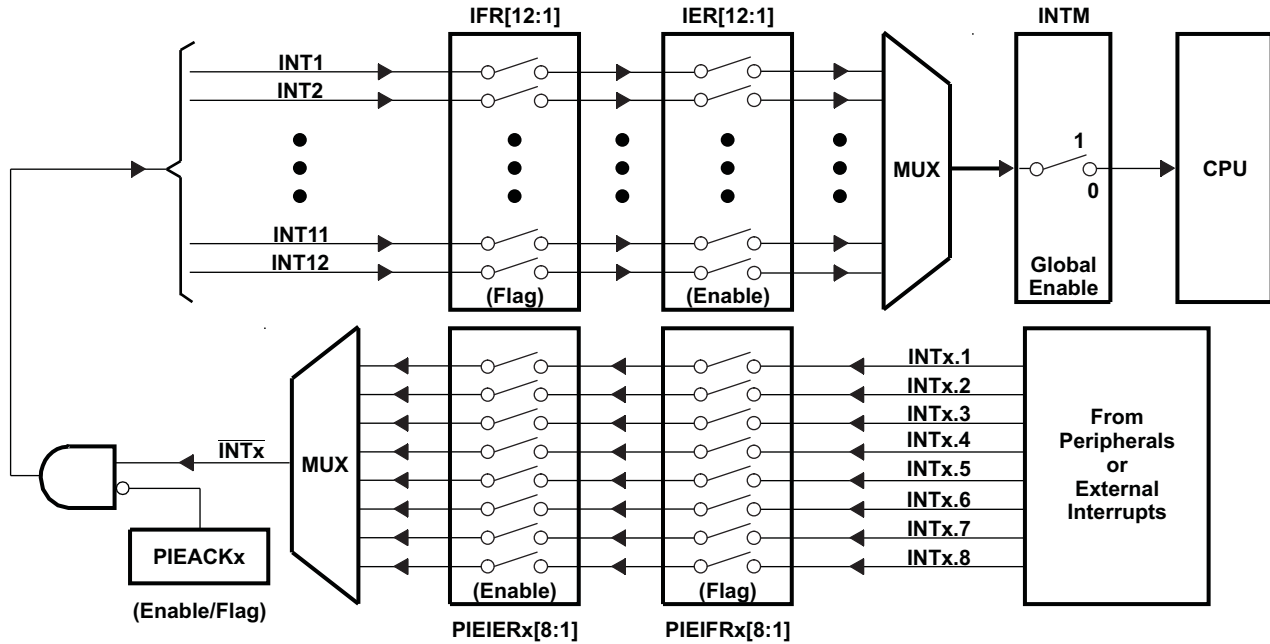 IFR[12:1]
IER[12:1]
INTM
INT1
INT2
1
MUX
CPU
0
INT11
INT12
Global
Enable
(Flag)
(Enable)
INTx.1
INTx.2
INTx.3
INTx.4
INTx.5
INTx.6
INTx.7
INTx.8
From
Peripherals
or
External
Interrupts
INTx
MUX
PIEACKx
(Enable/Flag)
(Enable)
(Flag)
PIEIERx[8:1]
PIEIFRx[8:1]